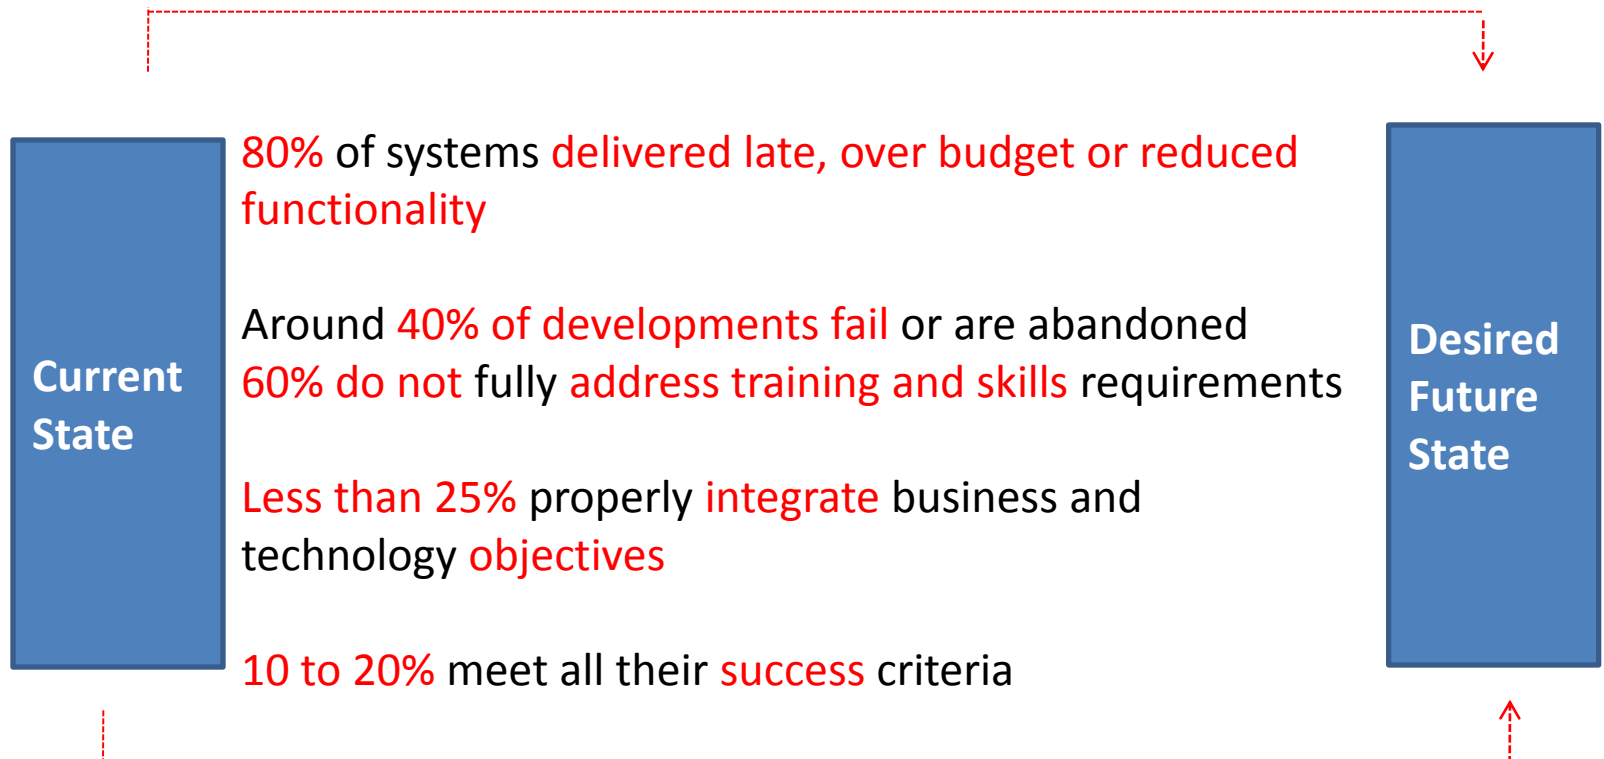 80% of systems delivered late, over budget or reduced
functionality
Around 40% of developments fail or are abandoned
60% do not fully address training and skills requirements
Less than 25% properly integrate business and
technology objectives
10 to 20% meet all their success criteria
Current
State
Desired
Future
State